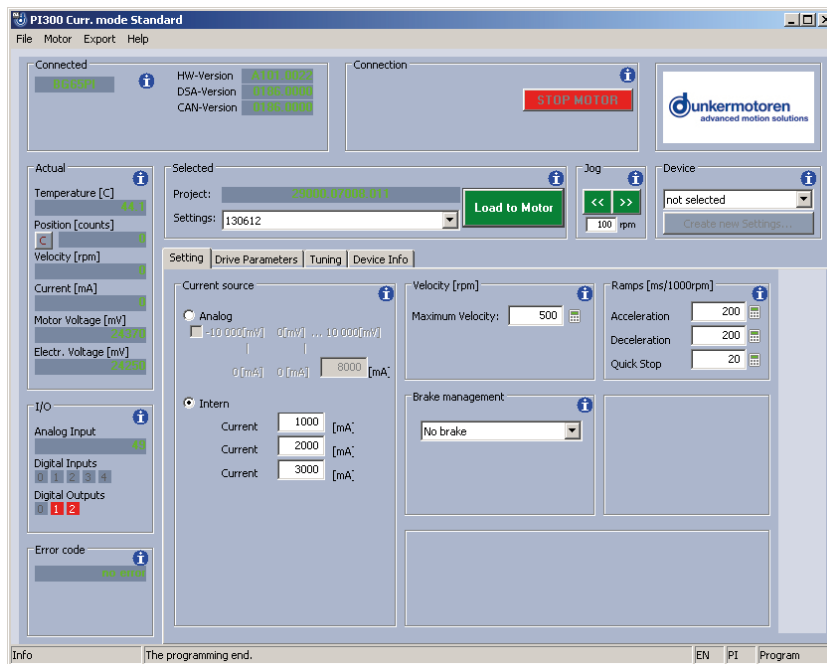 PI300 Curr. mode Standard
File Motor Export Help
Connected
HW-Version
DSA-Version
CAN-Version
Connection
STOP MOTOR
dunkermotoren
advanced motion solutions
Actual
Temperature [C]
Position [counts]
C
Velocity [rpm]
Current [mA]
Motor Voltage [mV]
Electr. Voltage [mV]
24250
Selected
Project:
Settings: 130612
Load to Motor
Jog
<< >>
100 rpm
Device
not selected
Create new Settings...
Setting Drive Parameters Tuning Device Info
Current source
Analog
-10 000[mV] 0[mV] ... 10 000[mV]
0[mA] 0[mA] 8000 [mA]
Intern
Current 1000 [mA]
Current 2000 [mA]
Current 3000 [mA]
Velocity [rpm]
Maximum Velocity: 500
Ramps [ms/1000rpm]
Acceleration 200
Deceleration 200
Quick Stop 20
Brake management
No brake
I/O
Analog Input
Digital Inputs
0 1 2 3 4
Digital Outputs
0 1 2
Error code
no error
Info The programming end. EN PI Program